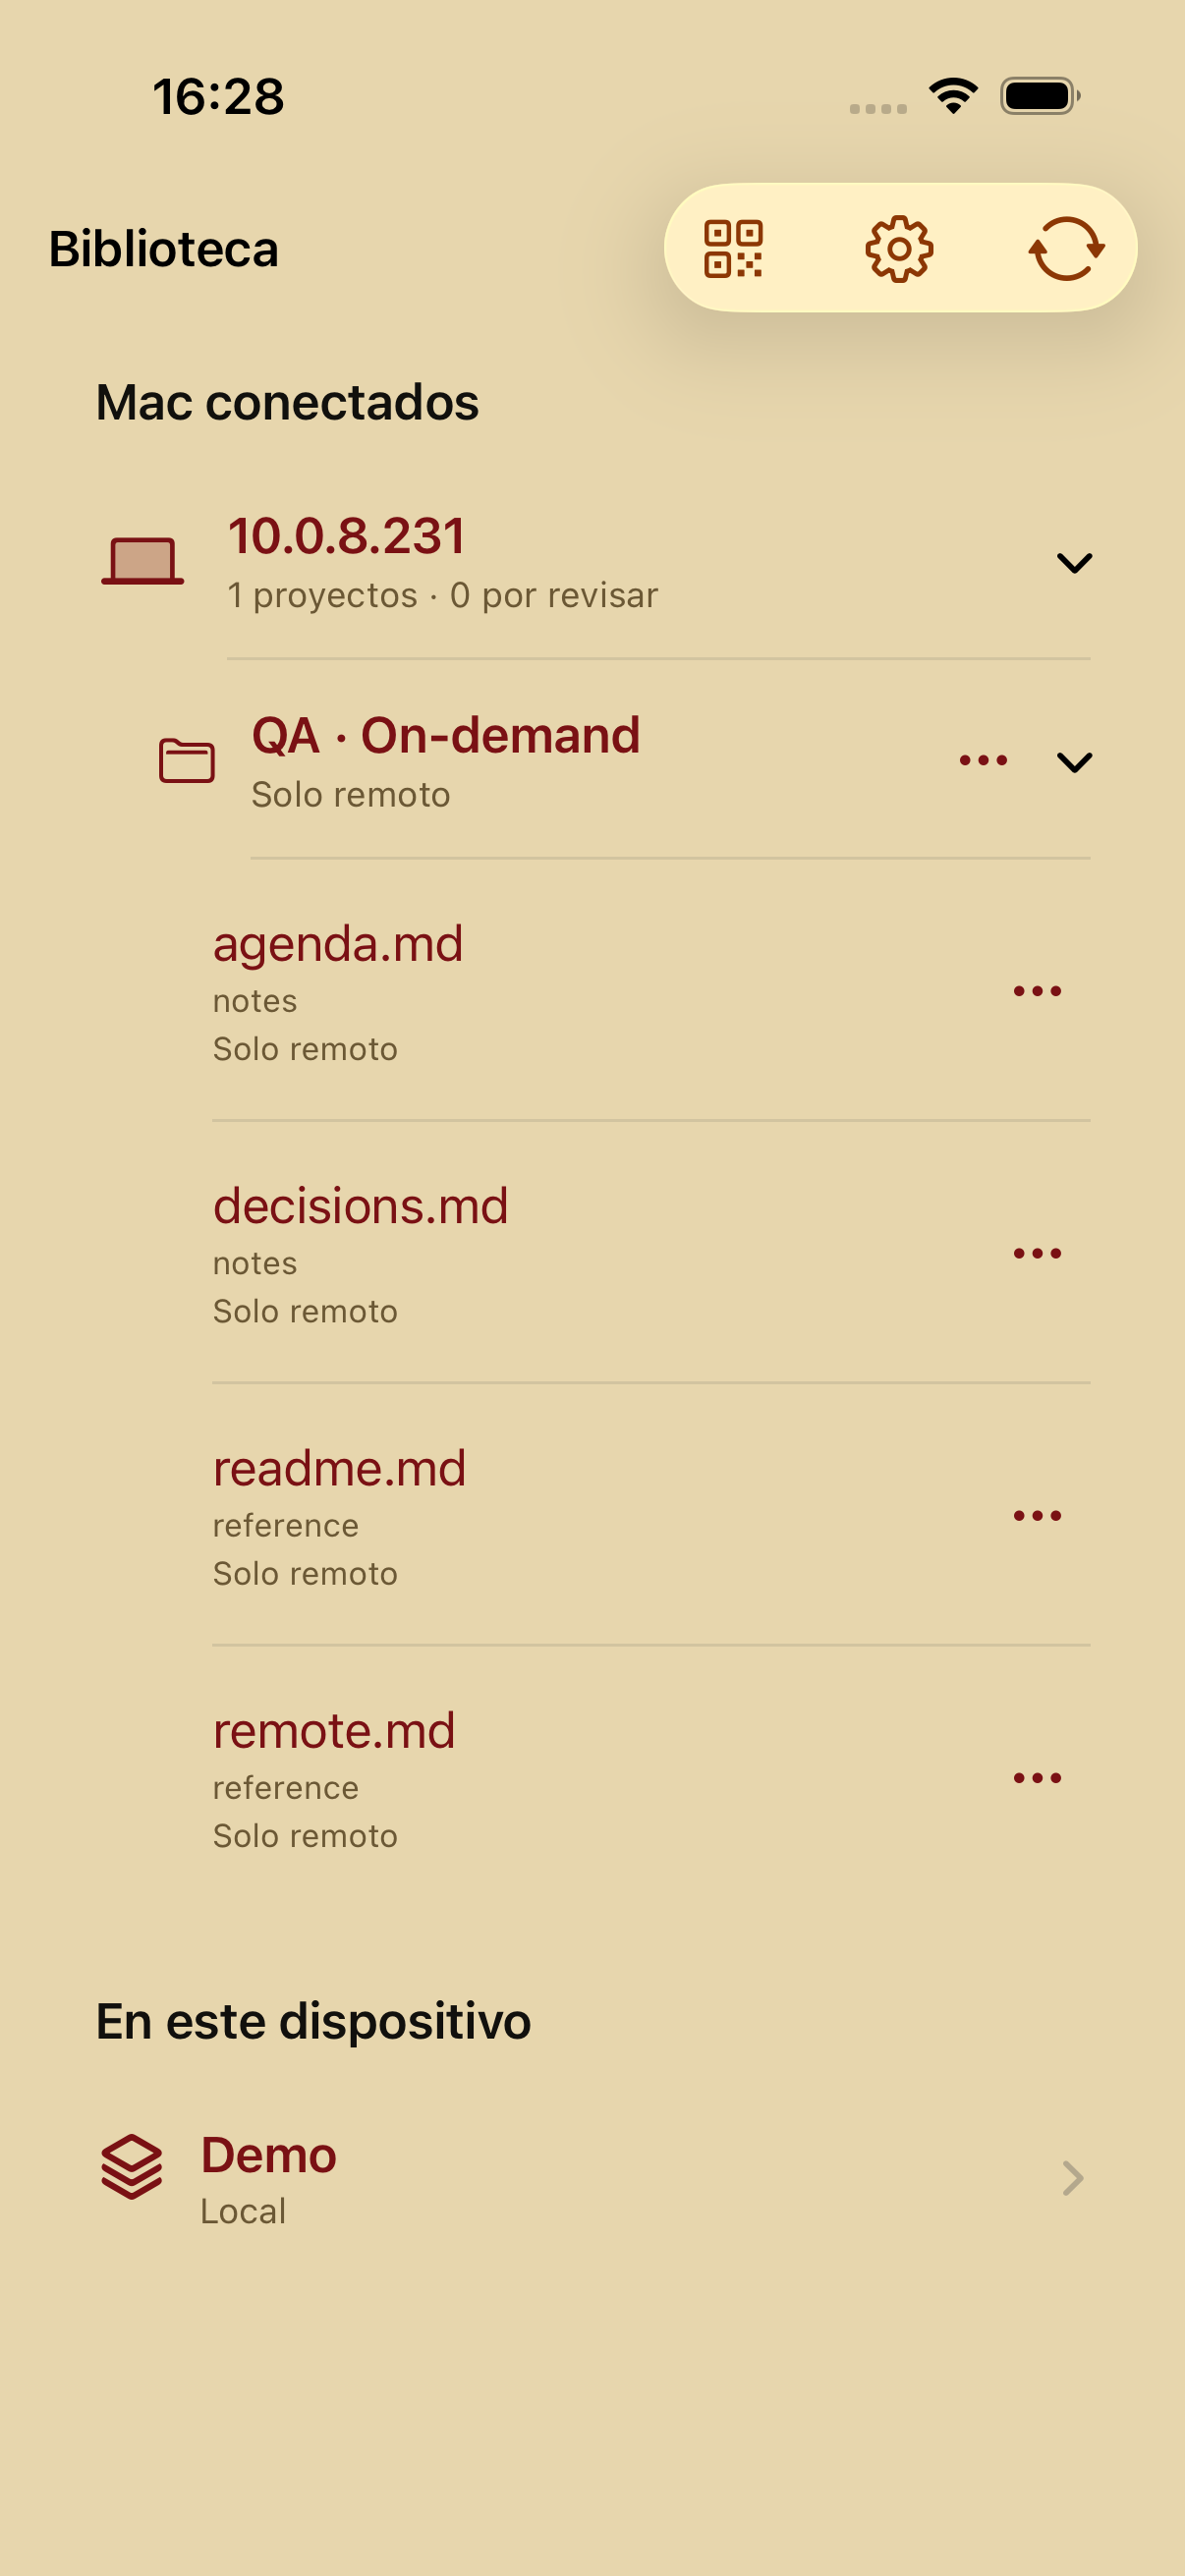 16:28
Biblioteca
Mac conectados
10.0.8.231
1 proyectos · 0 por revisar
QA · On-demand
Solo remoto
agenda.md
notes
Solo remoto
decisions.md
notes
Solo remoto
readme.md
reference
Solo remoto
remote.md
reference
Solo remoto
En este dispositivo
Demo
Local